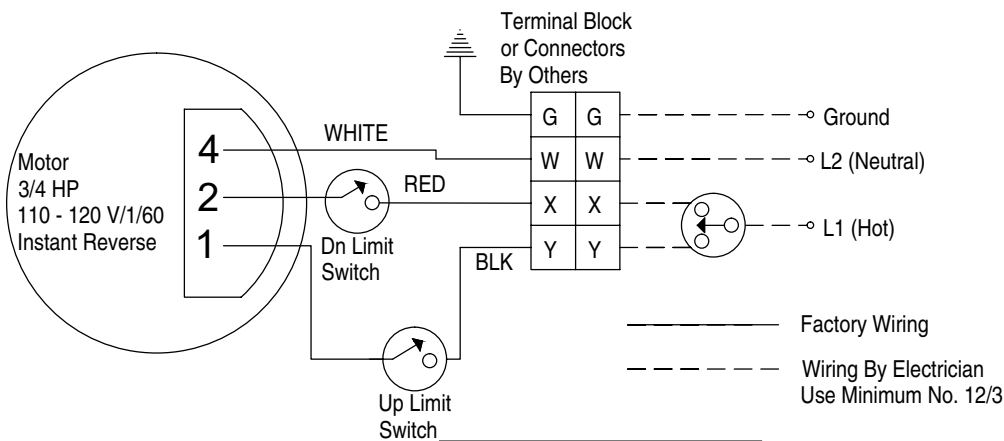 Terminal Block
or Connectors
By Others
G G
Ground
WHITE
W W
L2 (Neutral)
4
Motor
3/4 HP
110 - 120 V/1/60
Instant Reverse
2
RED
X X
L1 (Hot)
1
Dn Limit
Switch
BLK
Y Y
Factory Wiring
Wiring By Electrician
Use Minimum No. 12/3
Up Limit
Switch